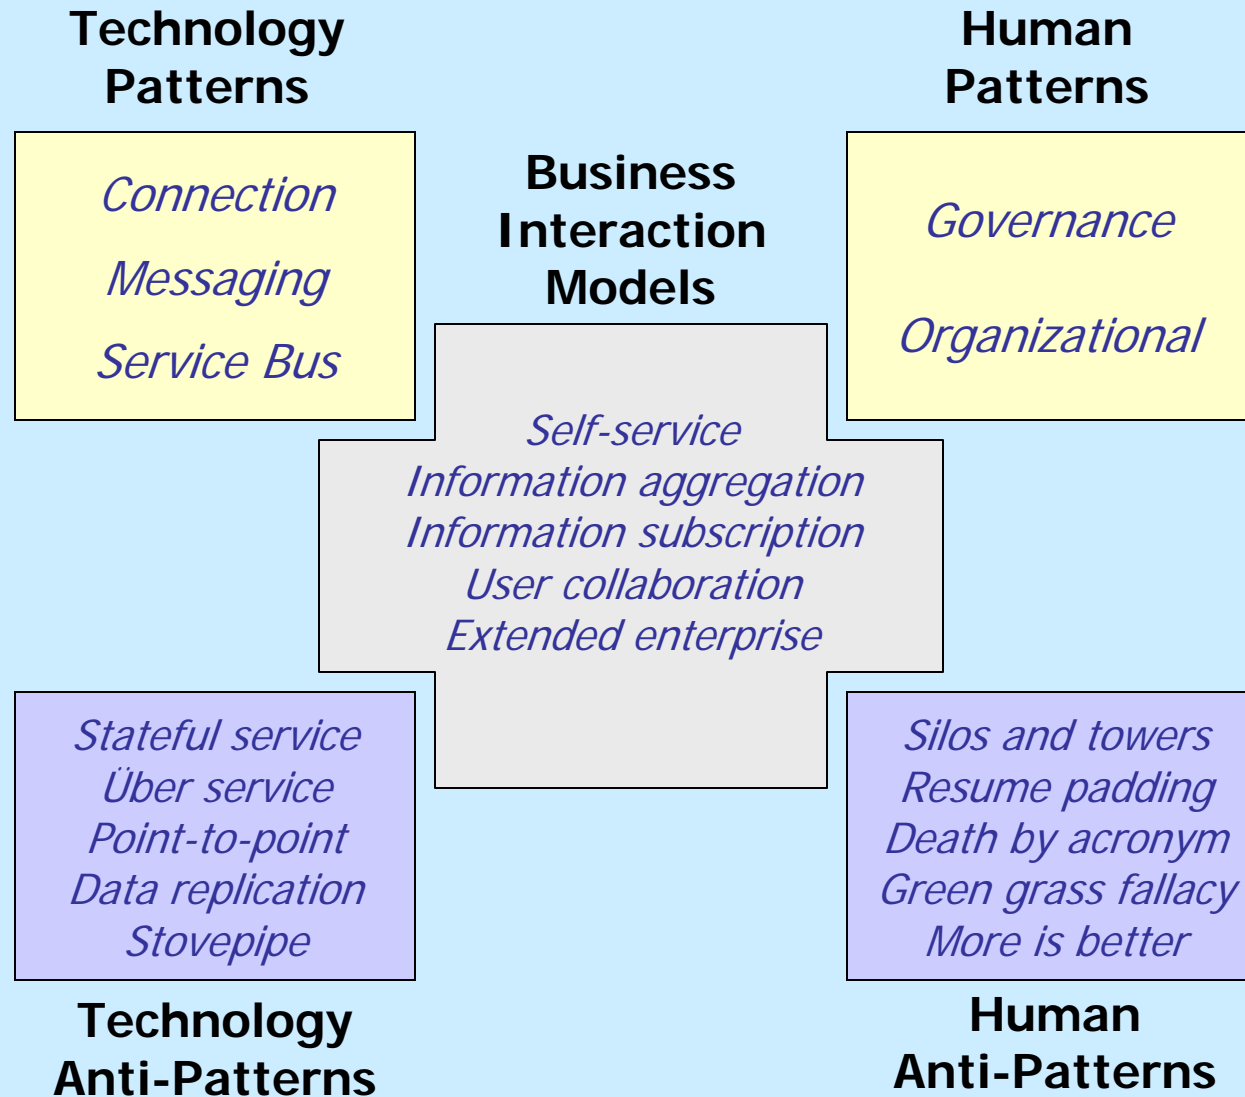 Technology
Patterns
Connection
Messaging
Service Bus
Human
Patterns
Governance
Organizational
Business
Interaction
Models
Self-service
Information aggregation
Information subscription
User collaboration
Extended enterprise
Stateful service
Über service
Point-to-point
Data replication
Stovepipe
Technology
Anti-Patterns
Silos and towers
Resume padding
Death by acronym
Green grass fallacy
More is better
Human
Anti-Patterns